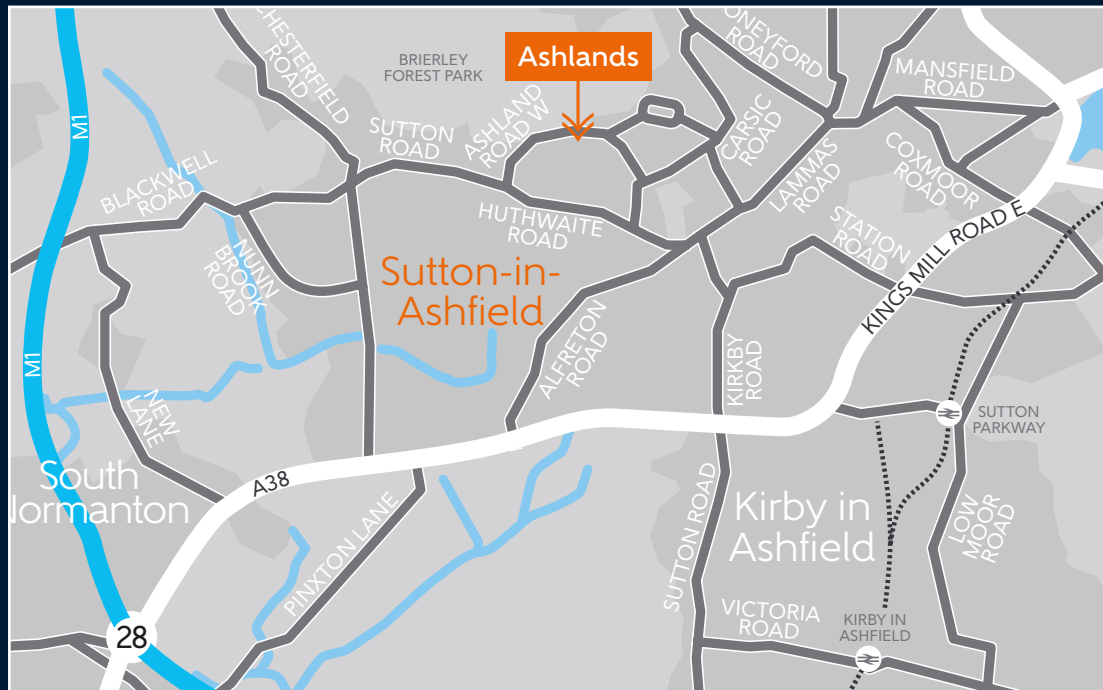 CHESTERFIELD
ROAD
BRIERLEY
FOREST PARK
Ashlands
ONEYFORD
ROAD
MANSFIELD
ROAD
M1
SUTTON
ROAD
ASHLAND
ROAD W
CARSIC
ROAD
LAMMAS
ROAD
COXMOOR
ROAD
BLACKWELL
ROAD
HUTHWAITE
ROAD
STATION
ROAD
NUNN
BROOK
ROAD
Sutton-in-
Ashfield
KINGS MILL ROAD E
ALFRETON
ROAD
KIRKBY
ROAD
M1
NEW
LANE
SUTTON
PARKWAY
South
Normanton
A38
PINXTON LANE
SUTTON ROAD
Kirby in
Ashfield
LOW
MOOR
ROAD
VICTORIA
ROAD
KIRBY IN
ASHFIELD
28